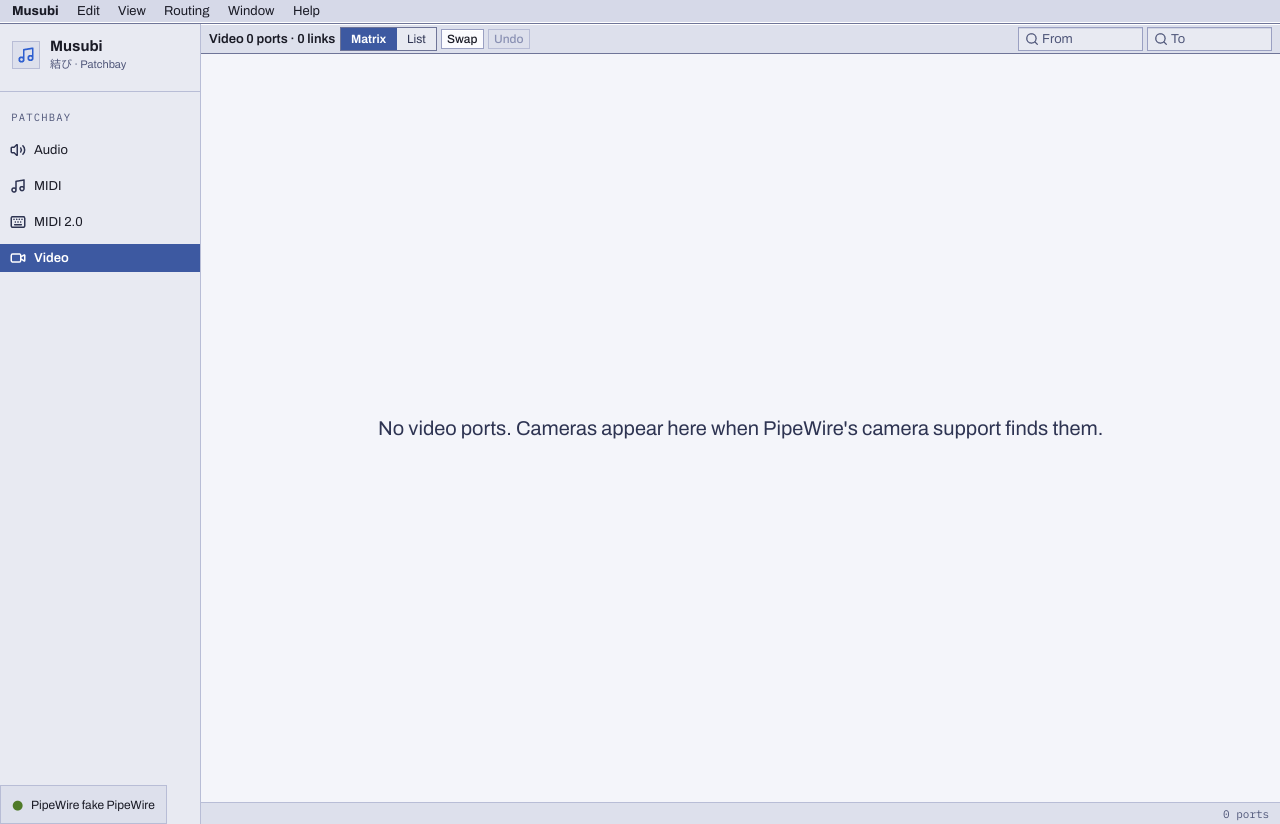 Musubi Edit View Routing Window Help
Musubi
結び · Patchbay
Video 0 ports · 0 links Matrix List Swap Undo From To
PATCHBAY
Audio
MIDI
MIDI 2.0
Video
No video ports. Cameras appear here when PipeWire's camera support finds them.
PipeWire fake PipeWire
0 ports